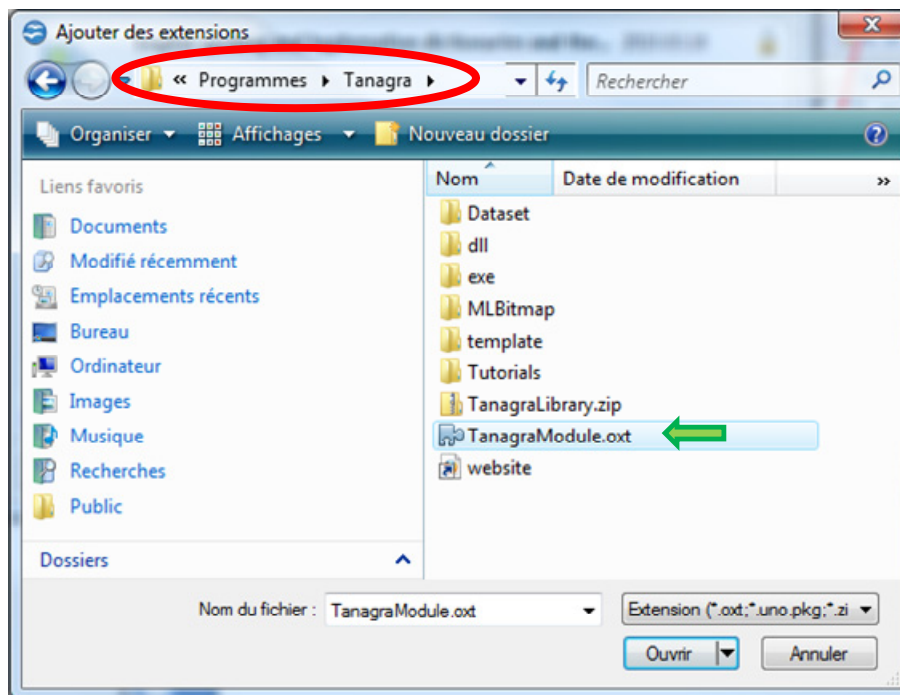 Ajouter des extensions
« Programmes Tanagra
Rechercher
Organiser Affichages Nouveau dossier
Liens favoris
Documents
Modifié récemment
Emplacements récents
Bureau
Ordinateur
Images
Musique
Recherches
Public
Dossiers
Nom Date de modification »
Dataset
dll
exe
MLBitmap
template
Tutorials
TanagraLibrary.zip
TanagraModule.oxt
website
Nom du fichier : TanagraModule.oxt Extension (*.oxt;*.uno.pkg;*.zi
Ouvrir Annuler